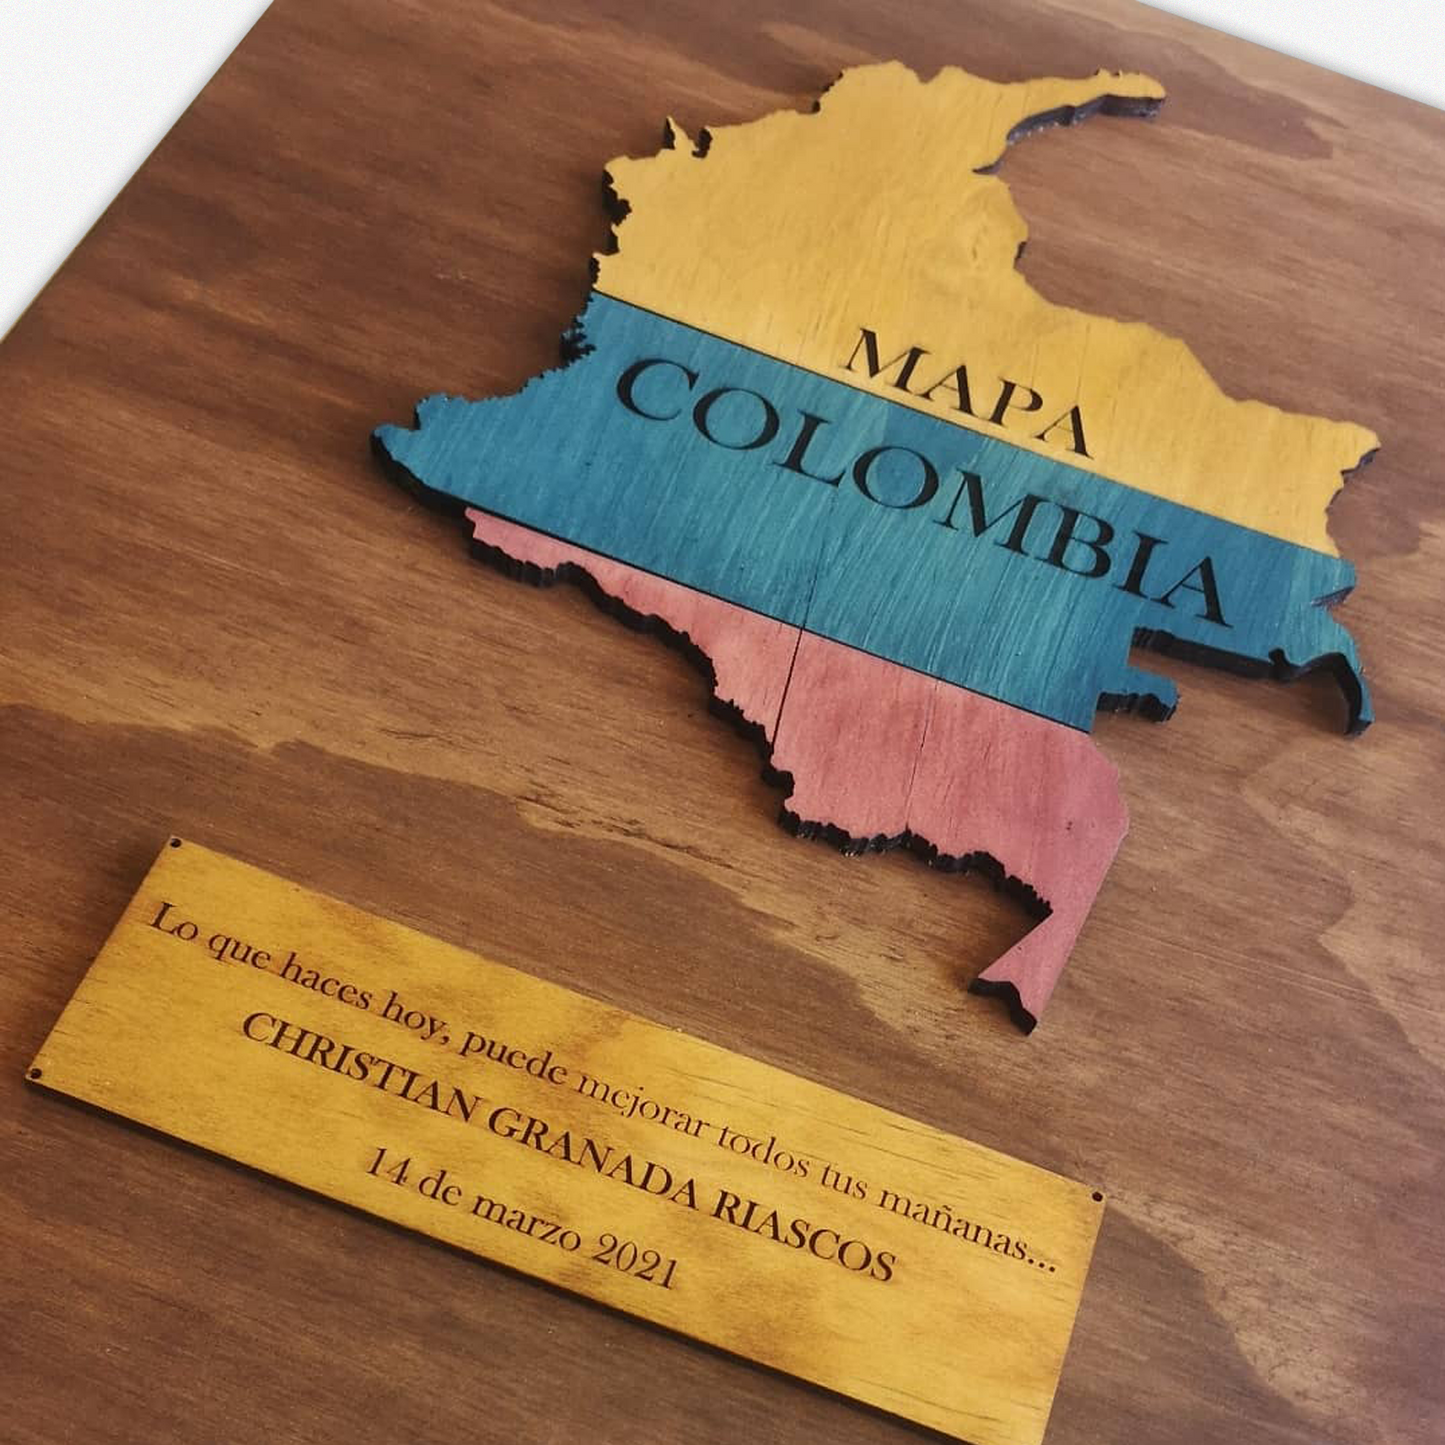 MAPA
COLOMBIA
Lo que haces hoy, puede mejorar todos tus mañanas...
CHRISTIAN GRANADA RIASCOS
14 de marzo 2021